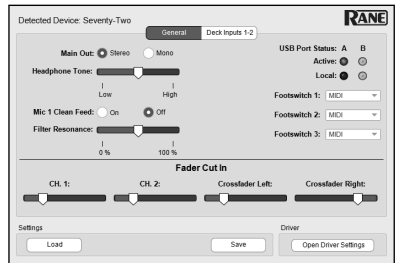 Detected Device: Seventy-Two
RANE
General
Deck Inputs 1-2
Main Out:
Stereo
Mono
Headphone Tone:
Low
High
Mic 1 Clean Feed:
On
Off
Filter Resonance:
0 %
100 %
USB Port Status: A B
Active:
Local:
Footswitch 1: MIDI
Footswitch 2: MIDI
Footswitch 3: MIDI
Fader Cut In
CH. 1:
CH. 2:
Crossfader Left:
Crossfader Right:
Settings
Load
Save
Driver
Open Driver Settings